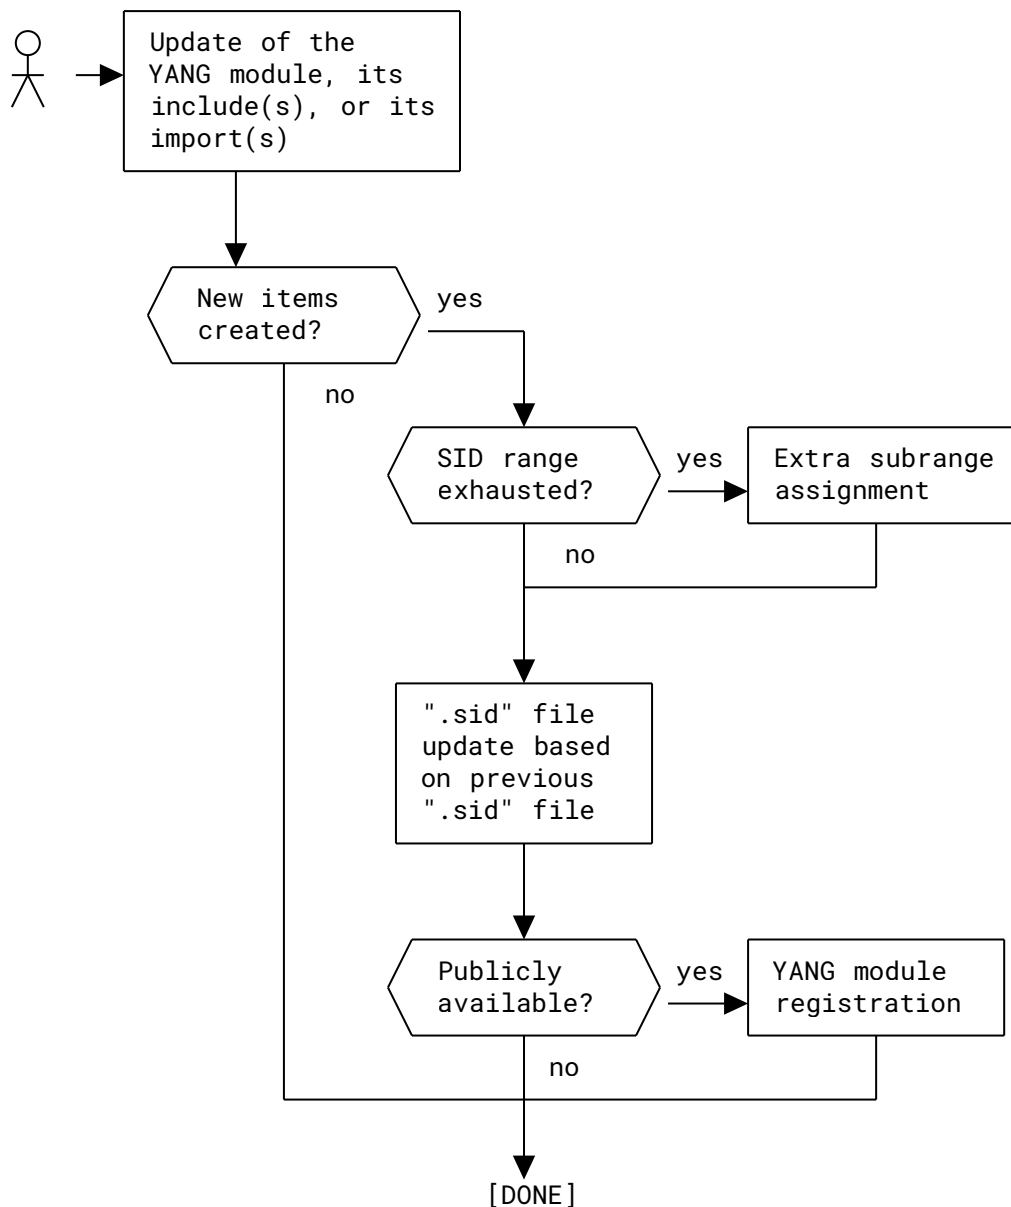 Update of the
YANG module, its
include(s), or its
import(s)
New items
created?
yes
no
SID range
exhausted?
yes
Extra subrange
assignment
no
".sid" file
update based
on previous
".sid" file
Publicly
available?
yes
YANG module
registration
no
[DONE]